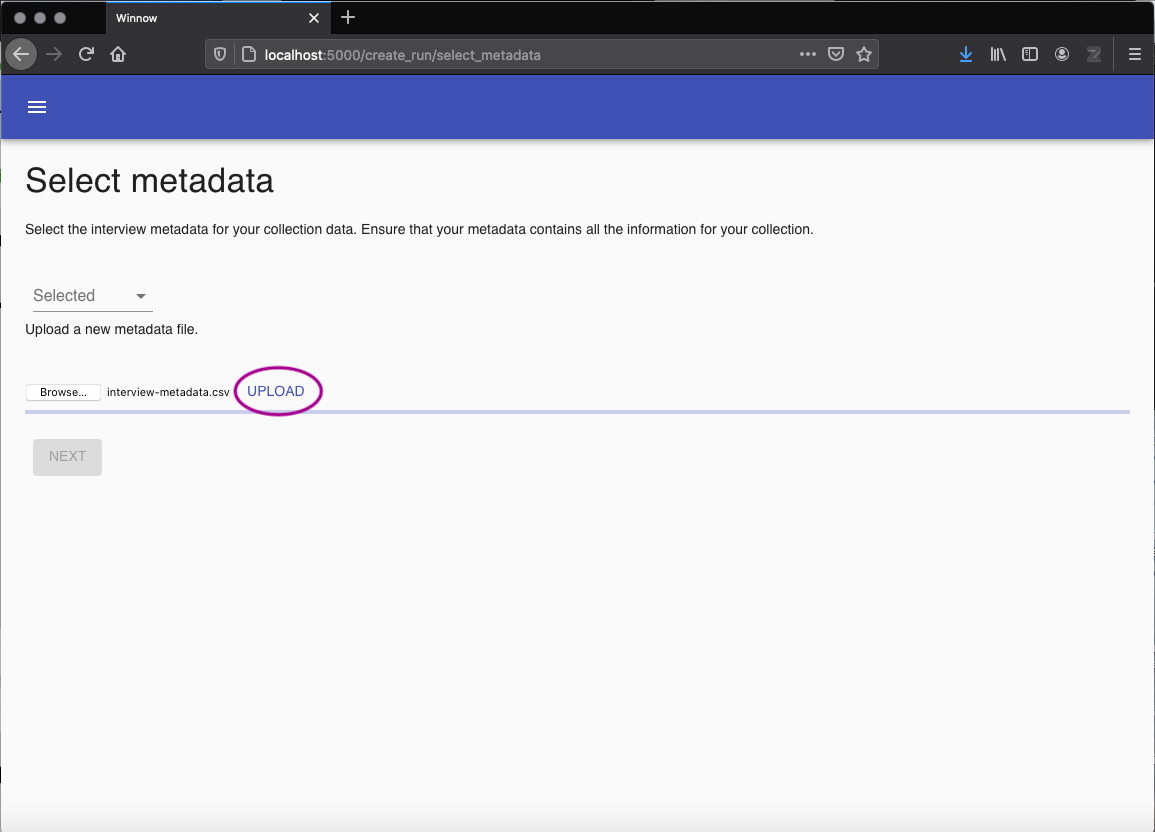 Winnow
localhost:5000/create_run/select_metadata
Select metadata
Select the interview metadata for your collection data. Ensure that your metadata contains all the information for your collection.
Selected
Upload a new metadata file.
Browse... interview-metadata.csv UPLOAD
NEXT